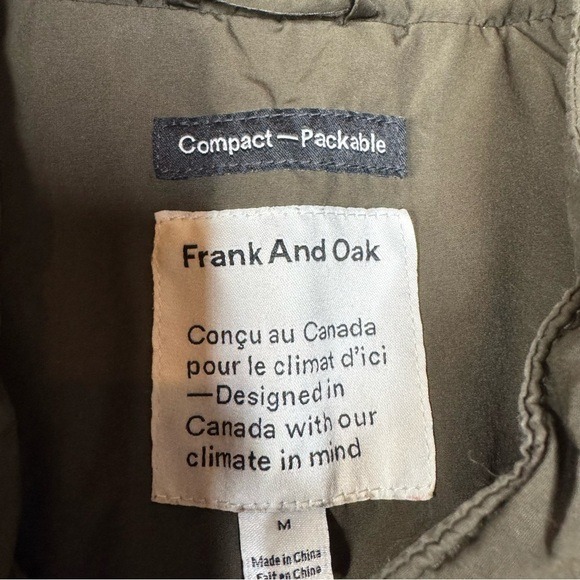 Compact—Packable
Frank And Oak
Conçu au Canada
pour le climat d'ici
—Designed in
Canada with our
climate in mind
M
Made in China
Fait en Chine